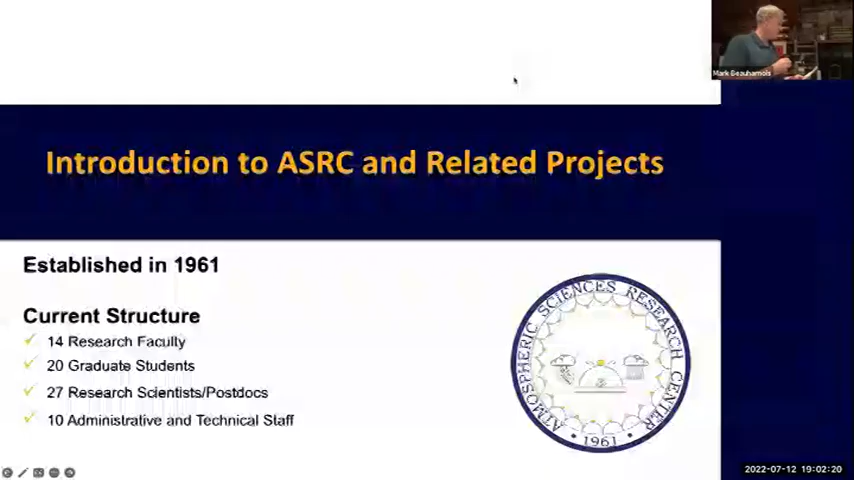 Mark Beauharnois
Introduction to ASRC and Related Projects
Established in 1961
Current Structure
✓ 14 Research Faculty
✓ 20 Graduate Students
✓ 27 Research Scientists/Postdocs
✓ 10 Administrative and Technical Staff
ATMOSPHERIC SCIENCES RESEARCH CENTER
• 1961 •
2022-07-12 19:02:20